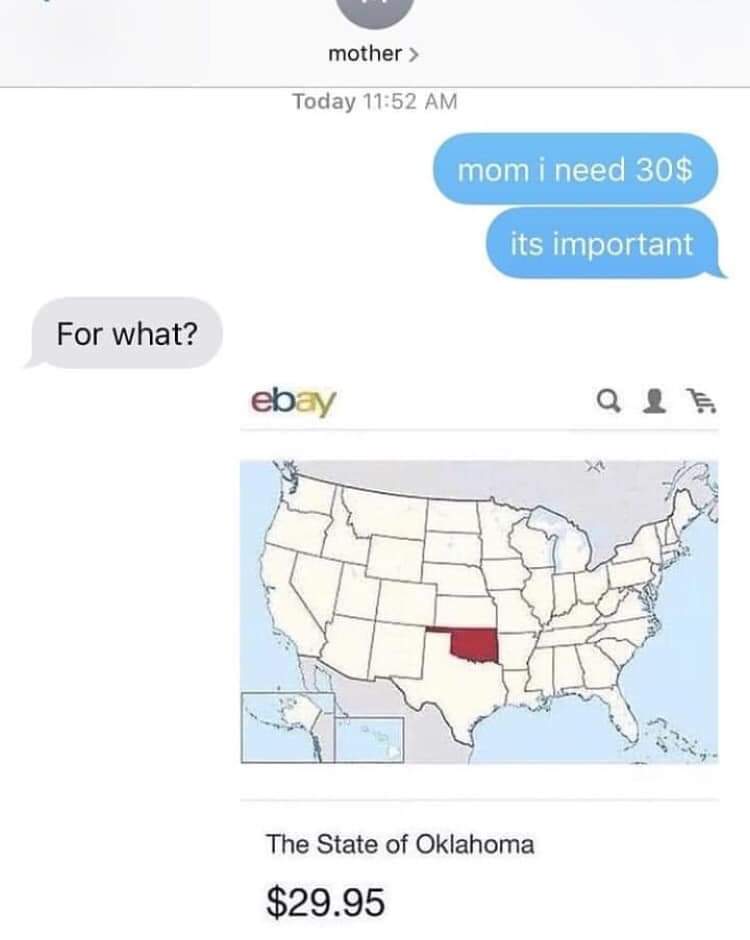 mother >
Today 11:52 AM
mom i need 30$
its important
For what?
ebay
The State of Oklahoma
$29.95